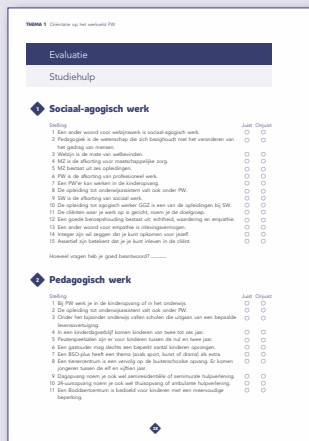 THEMA 1 Oriëntatie op het werkveld PW
Evaluatie
Studiehulp
1 Sociaal-agogisch werk
Stelling Juist Onjuist
1 Een ander woord voor welzijnswerk is sociaal-agogisch werk.
2 Pedagogiek is de wetenschap die zich bezighoudt met het veranderen van
het gedrag van mensen.
3 Welzijn is de mate van welbevinden.
4 MZ is de afkorting voor maatschappelijke zorg.
5 MZ bestaat uit zes opleidingen.
6 PW is de afkorting van professioneel werk.
7 Een PW'er kan werken in de kinderopvang.
8 De opleiding tot onderwijsassistent valt ook onder PW.
9 SW is de afkorting van sociaal werk.
10 De opleiding tot agogisch werker GGZ is een van de opleidingen bij SW.
11 De cliënten waar je werk op is gericht, noem je de doelgroep.
12 Een goede beroepshouding bestaat uit: echtheid, waardering en empathie.
13 Een ander woord voor empathie is inlevingsvermogen.
14 Integer zijn wil zeggen dat je kunt opkomen voor jezelf.
15 Assertief zijn betekent dat je je kunt inleven in de cliënt.
Hoeveel vragen heb je goed beantwoord?
2 Pedagogisch werk
Stelling Juist Onjuist
1 Bij PW werk je in de kinderopvang of in het onderwijs.
2 De opleiding tot onderwijsassistent valt ook onder PW.
3 Onder het bijzonder onderwijs vallen scholen die uitgaan van een bepaalde
levensovertuiging.
4 In een kinderdagverblijf komen kinderen van twee tot zes jaar.
5 Peuterspeelzalen zijn er voor kinderen tussen de nul en twee jaar.
6 Een gastouder mag slechts een beperkt aantal kinderen opvangen.
7 Een BSO-plus heeft een thema (zoals sport, kunst of drama) als extra.
8 Een tienercentrum is een vervolg op de buitenschoolse opvang. Er komen
jongeren tussen de elf en vijftien jaar.
9 Dagopvang noem je ook wel semiresidentiële of semimurale hulpverlening.
10 24-uursopvang noem je ook wel thuisopvang of ambulante hulpverlening.
11 Een Boddaertcentrum is bedoeld voor kinderen met een meervoudige
beperking.